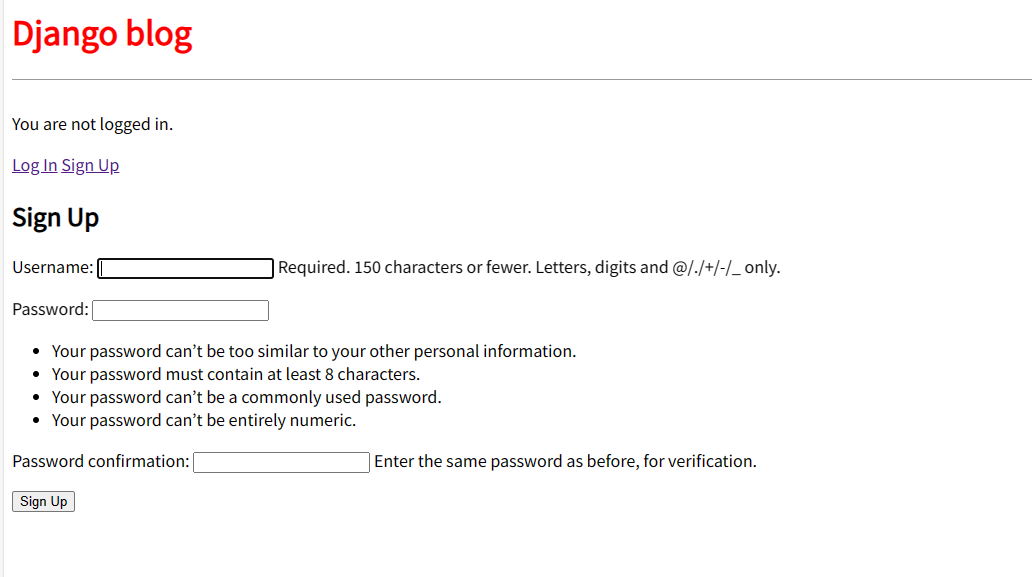 Django blog
You are not logged in.
Log In Sign Up
Sign Up
Username: Required. 150 characters or fewer. Letters, digits and @/./+/-/_ only.
Password:
Your password can’t be too similar to your other personal information.
Your password must contain at least 8 characters.
Your password can’t be a commonly used password.
Your password can’t be entirely numeric.
Password confirmation: Enter the same password as before, for verification.
Sign Up